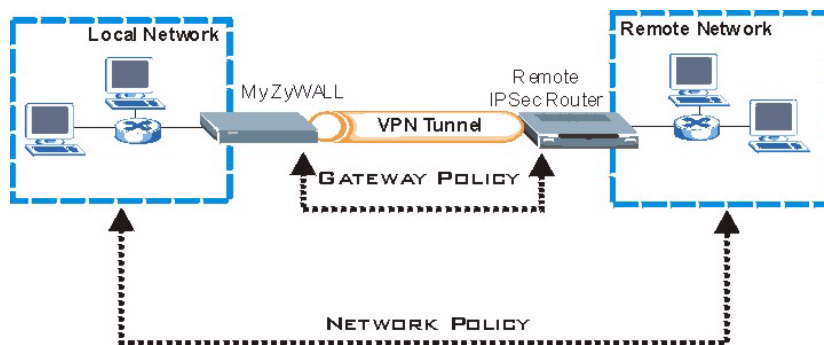 Local Network
Remote Network
MyZyWALL
Remote
IPSec Router
VPN Tunnel
GATEWAY POLICY
NETWORK POLICY